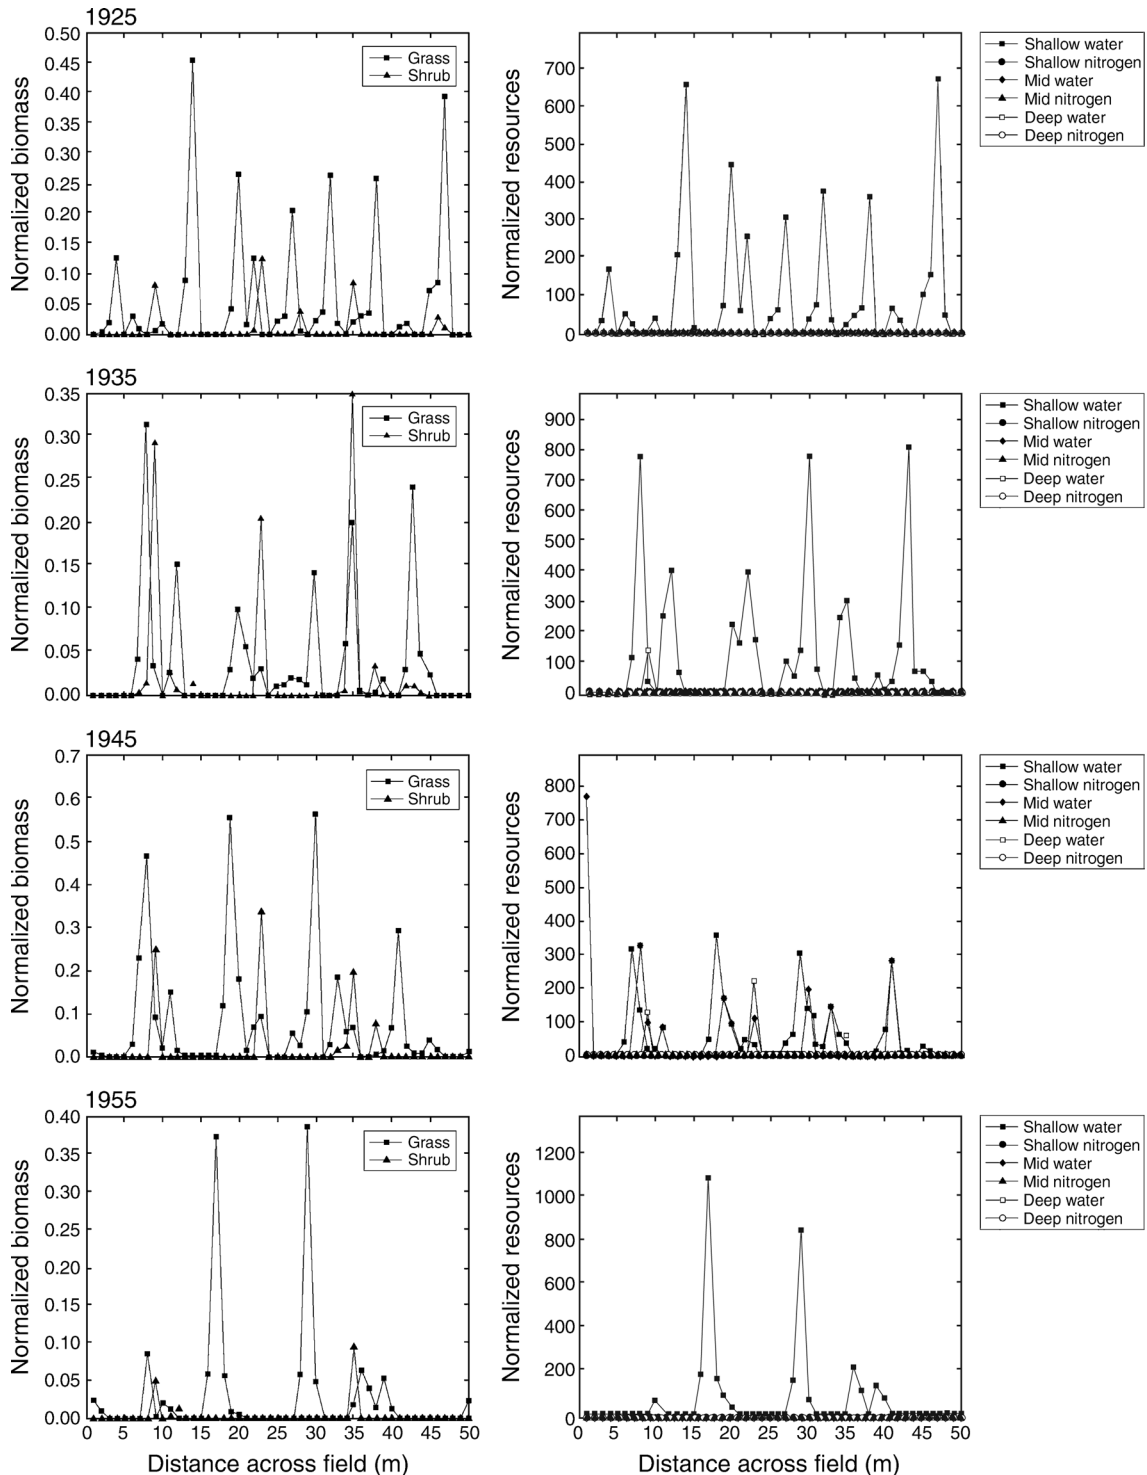 1925
0.50
0.45
0.40
0.35
0.30
0.25
0.20
0.15
0.10
0.05
0.00
Normalized biomass
Grass
Shrub
700
600
500
400
300
200
100
0
Normalized resources
Shallow water
Shallow nitrogen
Mid water
Mid nitrogen
Deep water
Deep nitrogen
1935
0.35
0.30
0.25
0.20
0.15
0.10
0.05
0.00
Normalized biomass
Grass
Shrub
900
800
700
600
500
400
300
200
100
0
Normalized resources
Shallow water
Shallow nitrogen
Mid water
Mid nitrogen
Deep water
Deep nitrogen
1945
0.7
0.6
0.5
0.4
0.3
0.2
0.1
0.0
Normalized biomass
Grass
Shrub
800
700
600
500
400
300
200
100
0
Normalized resources
Shallow water
Shallow nitrogen
Mid water
Mid nitrogen
Deep water
Deep nitrogen
1955
0.40
0.35
0.30
0.25
0.20
0.15
0.10
0.05
0.00
Normalized biomass
Grass
Shrub
0 5 10 15 20 25 30 35 40 45 50
Distance across field (m)
1200
1000
800
600
400
200
0
Normalized resources
Shallow water
Shallow nitrogen
Mid water
Mid nitrogen
Deep water
Deep nitrogen
0 5 10 15 20 25 30 35 40 45 50
Distance across field (m)